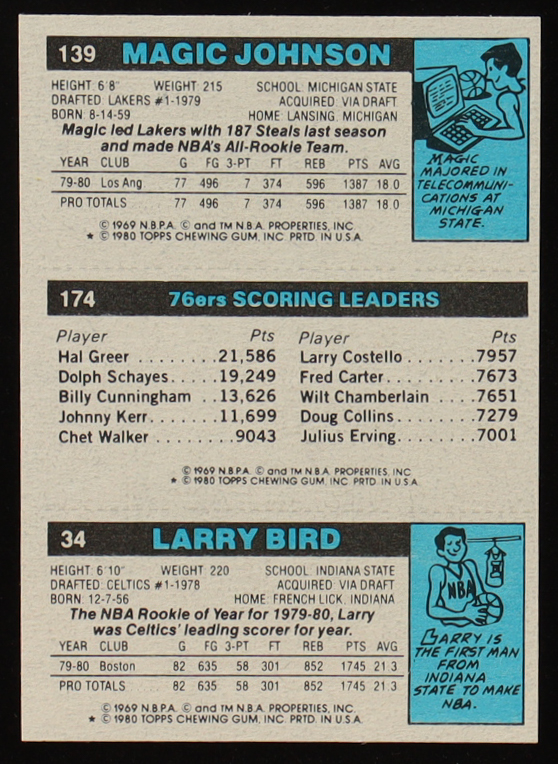 139 MAGIC JOHNSON
HEIGHT: 6'8" WEIGHT: 215 SCHOOL: MICHIGAN STATE
DRAFTED: LAKERS #1-1979 ACQUIRED: VIA DRAFT
BORN: 8-14-59 HOME: LANSING, MICHIGAN
Magic led Lakers with 187 Steals last season
and made NBA's All-Rookie Team.
YEAR CLUB G FG 3-PT FT REB PTS AVG
79-80 Los Ang 77 496 7 374 596 1387 18.0
PRO TOTALS 77 496 7 374 596 1387 18.0
© 1969 N.B.P.A. © and TM N.B.A. PROPERTIES, INC.
* © 1980 TOPPS CHEWING GUM, INC. PRTD. IN U.S.A.
MAGIC
MAJORED IN
TELECOMMUNI-
CATIONS AT
MICHIGAN
STATE.
174 76ers SCORING LEADERS
Player Pts Player Pts
Hal Greer ........21,586 Larry Costello .......7957
Dolph Schayes.....19,249 Fred Carter..........7673
Billy Cunningham ..13,626 Wilt Chamberlain ....7651
Johnny Kerr......11,699 Doug Collins........7279
Chet Walker .......9043 Julius Erving........7001
© 1969 N.B.P.A. © and TM N.B.A. PROPERTIES, INC.
* © 1980 TOPPS CHEWING GUM, INC. PRTD. IN U.S.A.
34 LARRY BIRD
HEIGHT: 6'10" WEIGHT: 220 SCHOOL: INDIANA STATE
DRAFTED: CELTICS #1-1978 ACQUIRED: VIA DRAFT
BORN: 12-7-56 HOME: FRENCH LICK, INDIANA
The NBA Rookie of Year for 1979-80, Larry
was Celtics' leading scorer for year.
YEAR CLUB G FG 3-PT FT REB PTS AVG
79-80 Boston 82 635 58 301 852 1745 21.3
PRO TOTALS 82 635 58 301 852 1745 21.3
© 1969 N.B.P.A. © and TM N.B.A. PROPERTIES, INC.
* © 1980 TOPPS CHEWING GUM, INC. PRTD. IN U.S.A.
NBA
LARRY IS
THE FIRST MAN
FROM
INDIANA
STATE TO MAKE
NBA.